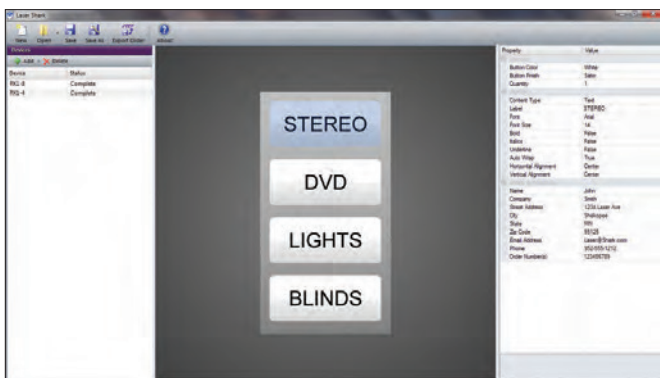 Laser Shark
New Open Save Save As Export Order About
Devices
Add Delete
Device Status
RK1-8 Complete
RK1-4 Complete
STEREO
DVD
LIGHTS
BLINDS
Property Value
Button Color White
Button Finish Satin
Quantity 1
Content Type Text
Label STEREO
Font Arial
Font Size 14
Bold False
Italics False
Underline False
Auto Wrap True
Horizontal Alignment Center
Vertical Alignment Center
Name John
Company Smith
Street Address 1234 Laser Ave
City Shakopee
State MN
Zip Code
Email Address Laser@Shark.com
Phone 952-555-1212
Order Number(s) 123456789